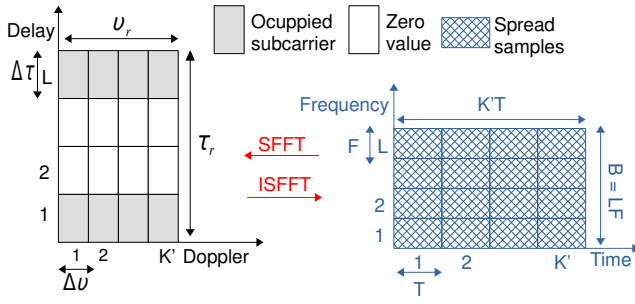 Delay
υr
Ocuppied
subcarrier
Zero
value
Spread
samples
Δτ
L
2
1
τr
1
2
K'
Doppler
Δυ
SFFT
ISFFT
Frequency
K'T
F
L
2
1
B = LF
1
2
K'
Time
T